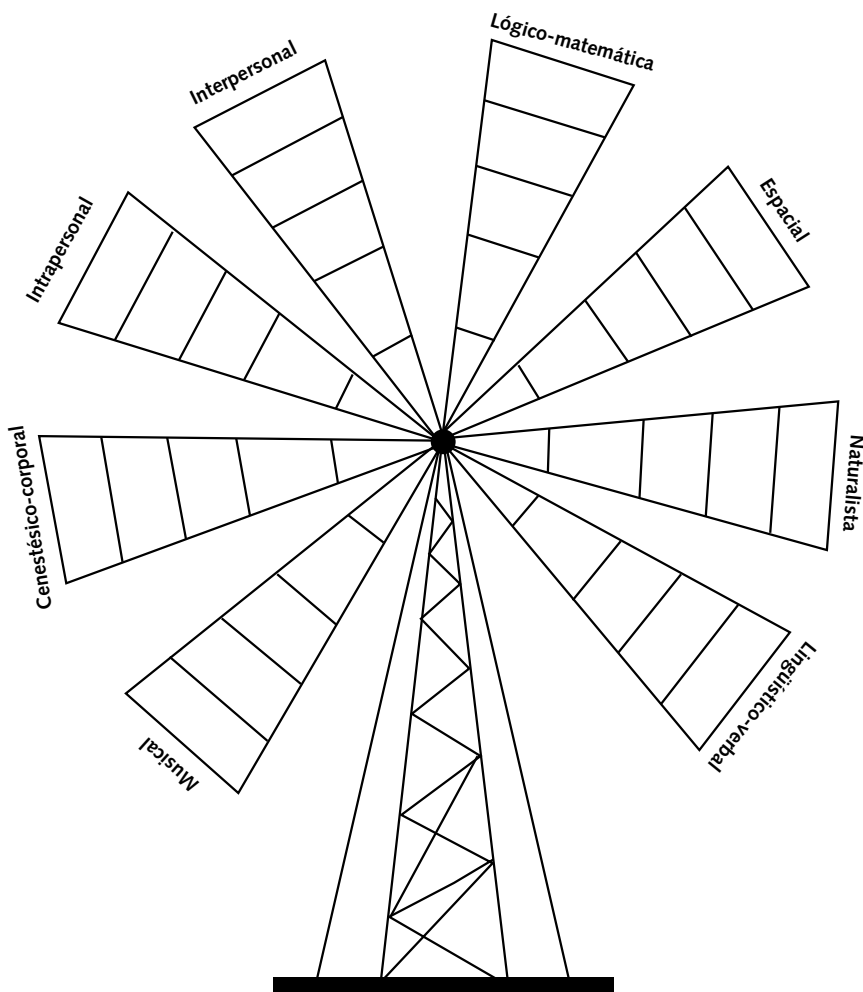 Lógico-matemática
Interpersonal
Espacial
Intrapersonal
Naturalista
Cenestésico-corporal
Lingüístico-verbal
Musical